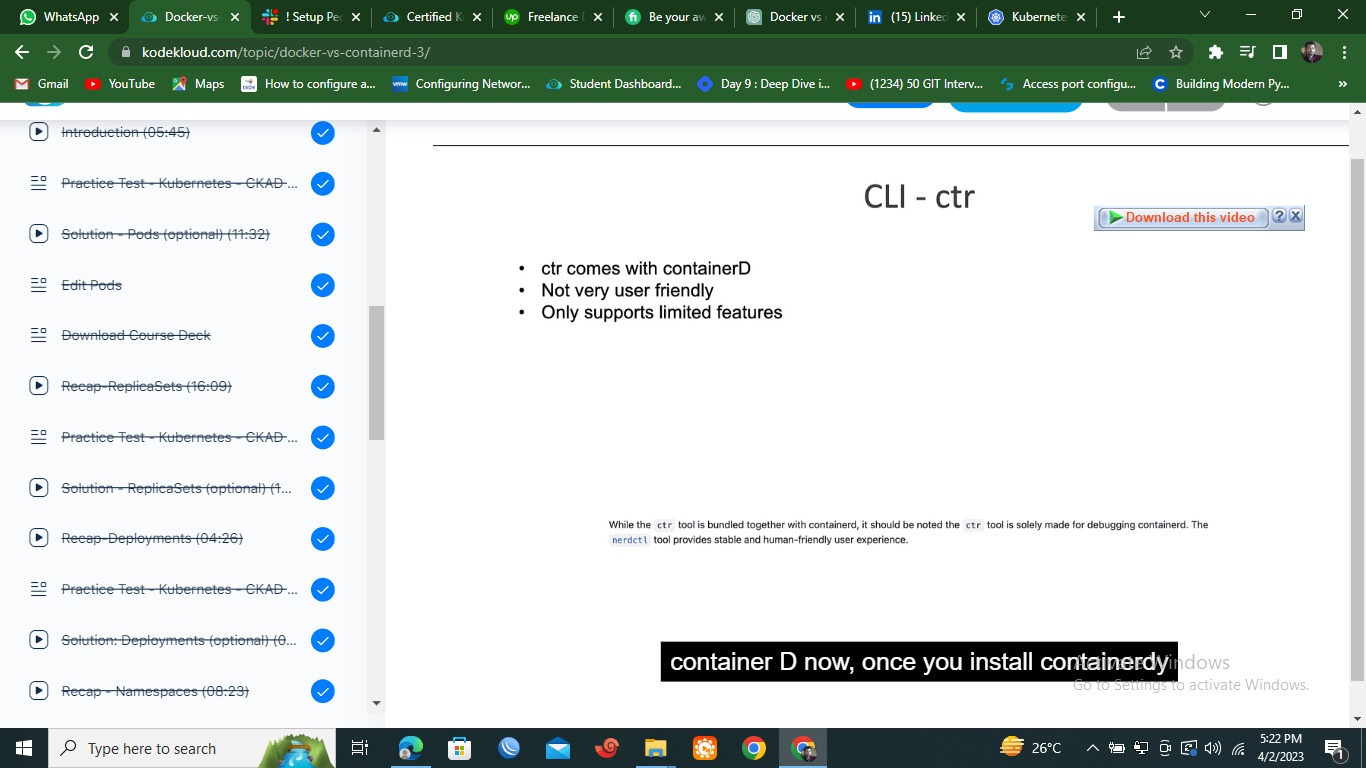 WhatsApp
Docker-vs-
! Setup Pe
Certified K
Freelance
Be your
Docker vs
(15) Linked
Kubernete
kodekloud.com/topic/docker-vs-containerd-3/
Gmail
YouTube
Maps
How to configure a...
Configuring Networ...
Student Dashboard...
Day 9 : Deep Dive i...
(1234) 50 GIT Interv...
Access port configu...
Building Modern Py...
»
Introduction (05:45)
Practice Test - Kubernetes - CKAD ...
Solution - Pods (optional) (11:32)
Edit Pods
Download Course Deck
Recap-ReplicaSets (16:09)
Practice Test - Kubernetes - CKAD ...
Solution - ReplicaSets (optional) (1...
Recap-Deployments (04:26)
Practice Test - Kubernetes - CKAD ...
Solution: Deployments (optional) (0...
Recap - Namespaces (08:23)
CLI - ctr
Download this video
? X
• ctr comes with containerD
• Not very user friendly
• Only supports limited features
While the ctr tool is bundled together with containerd, it should be noted the ctr tool is solely made for debugging containerd. The
nerdctl tool provides stable and human-friendly user experience.
container D now, once you install containerdy
Activate Windows
Go to Settings to activate Windows.
Type here to search
26°C
5:22 PM
4/2/2023
1